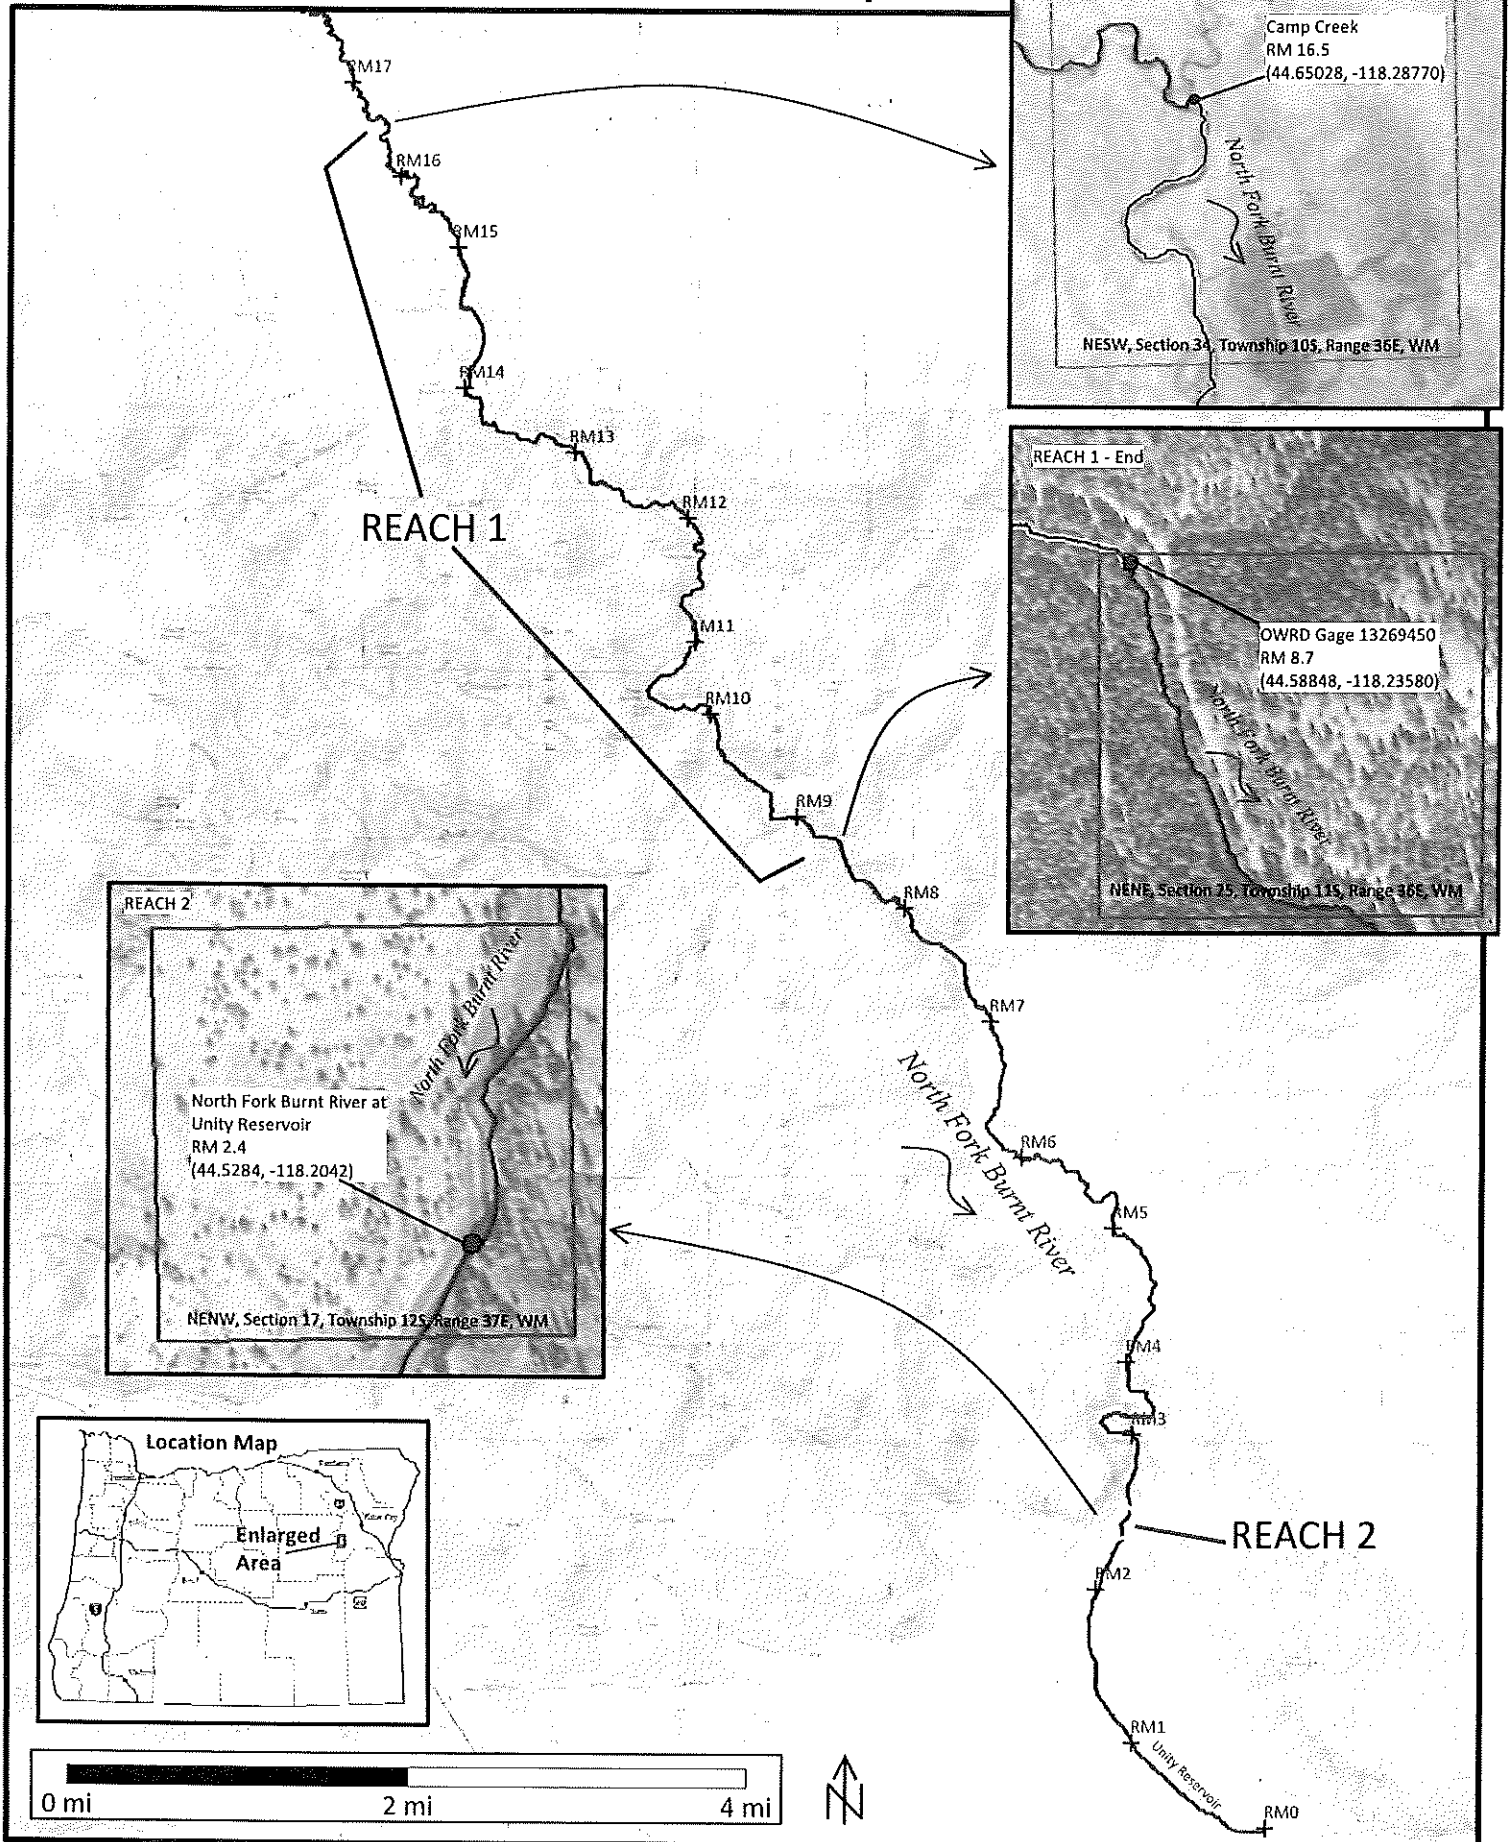 RM17
RM16
RM15
RM14
RM13
RM12
RM11
RM10
RM9
RM8
RM7
RM6
RM5
RM4
RM3
RM2
RM1
RM0
REACH 1
REACH 2
North Fork Burnt River
Unity Reservoir
Camp Creek
RM 16.5
(44.65028, -118.28770)
North Fork Burnt River
NESW, Section 34, Township 10S, Range 36E, WM
REACH 1 - End
OWRD Gage 13269450
RM 8.7
(44.58848, -118.23580)
North Fork Burnt River
NENE, Section 25, Township 11S, Range 36E, WM
REACH 2
North Fork Burnt River
North Fork Burnt River at
Unity Reservoir
RM 2.4
(44.5284, -118.2042)
NENW, Section 17, Township 12S, Range 37E, WM
Location Map
Enlarged
Area
0 mi
2 mi
4 mi
N